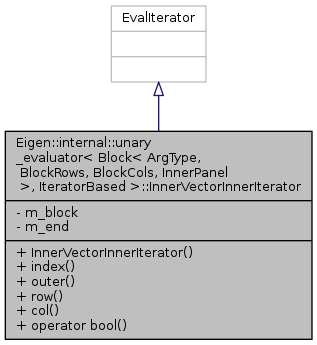 EvalIterator
Eigen::internal::unary
_evaluator< Block< ArgType,
BlockRows, BlockCols, InnerPanel
>, IteratorBased >::InnerVectorInnerIterator
- m_block
- m_end
+ InnerVectorInnerIterator()
+ index()
+ outer()
+ row()
+ col()
+ operator bool()